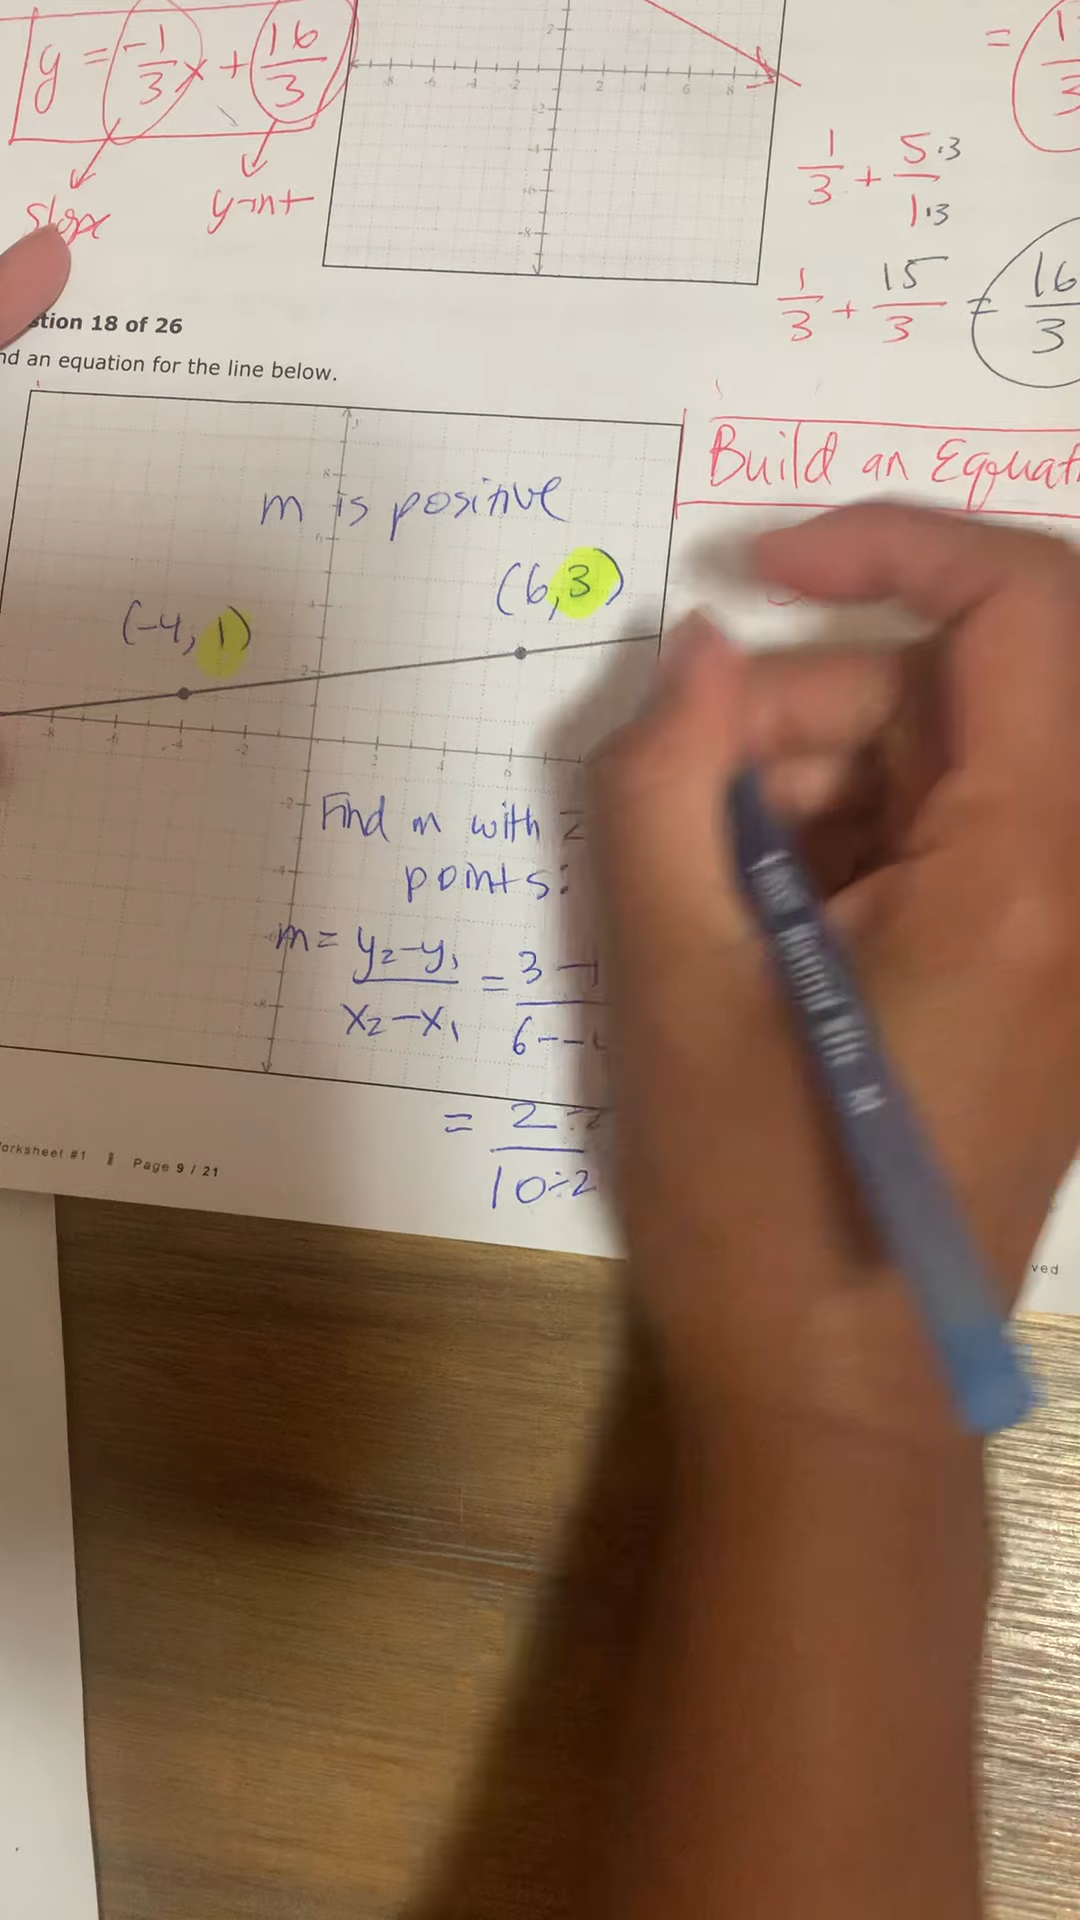 y = -1/3 x + 16/3
slope
y-int
=
1/3 + 5·3/1·3
1/3 + 15/3 = 16/3
tion 18 of 26
nd an equation for the line below.
Build an Equat
m is positive
(6,3)
(-4, 1)
Find m with 2
points:
m = y₂-y₁/x₂-x₁ = 3-1/6--4
= 2÷2/10÷2
orksheet #1 Page 9 / 21
ved